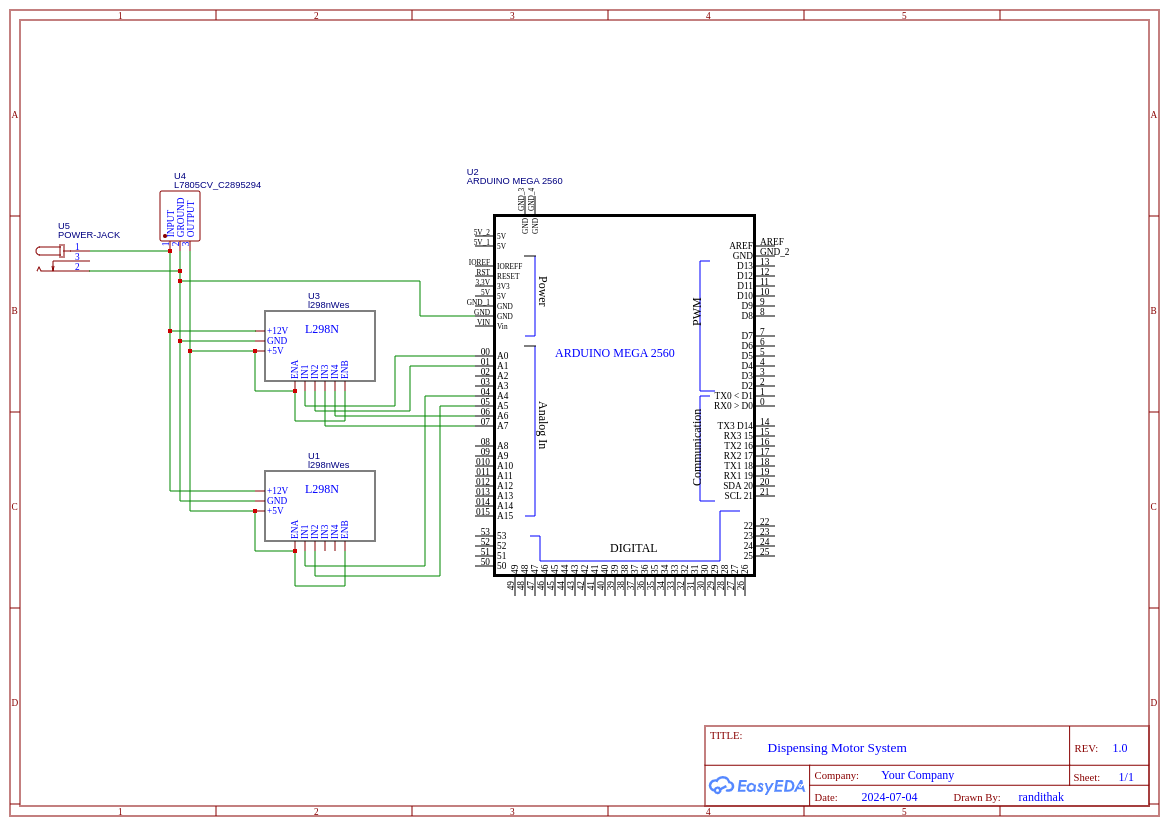 1 2 3 4 5
A A
B B
C C
D D
1 2 3 4 5
U4
L7805CV_C2895294
INPUT
GROUND
OUTPUT
1 2 3
U5
POWER-JACK
1
3
2
U3
l298nWes
L298N
+12V
GND
+5V
ENA IN1 IN2 IN3 IN4 ENB
U1
l298nWes
L298N
+12V
GND
+5V
ENA IN1 IN2 IN3 IN4 ENB
U2
ARDUINO MEGA 2560
GND_3 GND_4
GND GND
5V_2 5V
5V_1 5V
IOREF IOREFF
RST RESET
3.3V 3V3
5V 5V
GND_1 GND
GND GND
VIN Vin
Power
00 A0
01 A1
02 A2
03 A3
04 A4
05 A5
06 A6
07 A7
08 A8
09 A9
010 A10
011 A11
012 A12
013 A13
014 A14
015 A15
Analog In
53 53
52 52
51 51
50 50
ARDUINO MEGA 2560
PWM
Communication
DIGITAL
AREF AREF
GND GND_2
D13 13
D12 12
D11 11
D10 10
D9 9
D8 8
D7 7
D6 6
D5 5
D4 4
D3 3
D2 2
TX0 < D1 1
RX0 > D0 0
TX3 D14 14
RX3 15 15
TX2 16 16
RX2 17 17
TX1 18 18
RX1 19 19
SDA 20 20
SCL 21 21
22 22
23 23
24 24
25 25
49 48 47 46 45 44 43 42 41 40 39 38 37 36 35 34 33 32 31 30 29 28 27 26
49 48 47 46 45 44 43 42 41 40 39 38 37 36 35 34 33 32 31 30 29 28 27 26
TITLE:
Dispensing Motor System
REV: 1.0
EasyEDA
Company: Your Company
Sheet: 1/1
Date: 2024-07-04 Drawn By: randithak